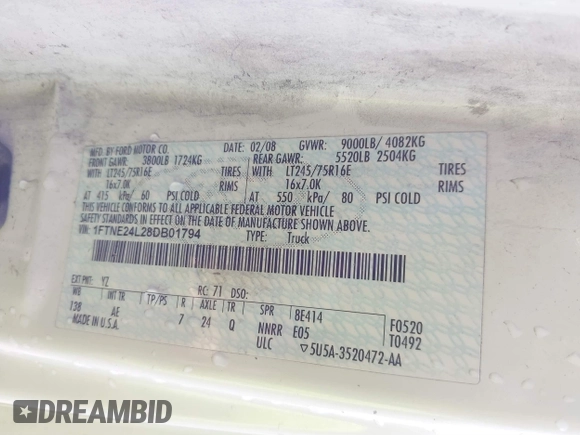 MFD. BY FORD MOTOR CO. DATE: 02/08 GVWR: 9000LB/ 4082KG
FRONT GAWR: 3800LB 1724KG REAR GAWR: 5520LB 2504KG
WITH LT245/75R16E TIRES WITH LT245/75R16E TIRES
16x7.0K RIMS 16x7.0K RIMS
AT 415 kPa/ 60 PSI COLD AT 550 kPa/ 80 PSI COLD
THIS VEHICLE CONFORMS TO ALL APPLICABLE FEDERAL MOTOR VEHICLE
SAFETY STANDARDS IN EFFECT ON THE DATE OF MANUFACTURE SHOWN ABOVE.
VIN: 1FTNE24L28DB01794 TYPE: Truck
EXT PNT: YZ RC: 71 DSO:
WB INT TR TP/PS R AXLE TR SPR 8E414 F0520
138 AE 7 24 Q NNRR E05 T0492
MADE IN U.S.A. ULC ▽5U5A-3520472-AA
DREAMBID